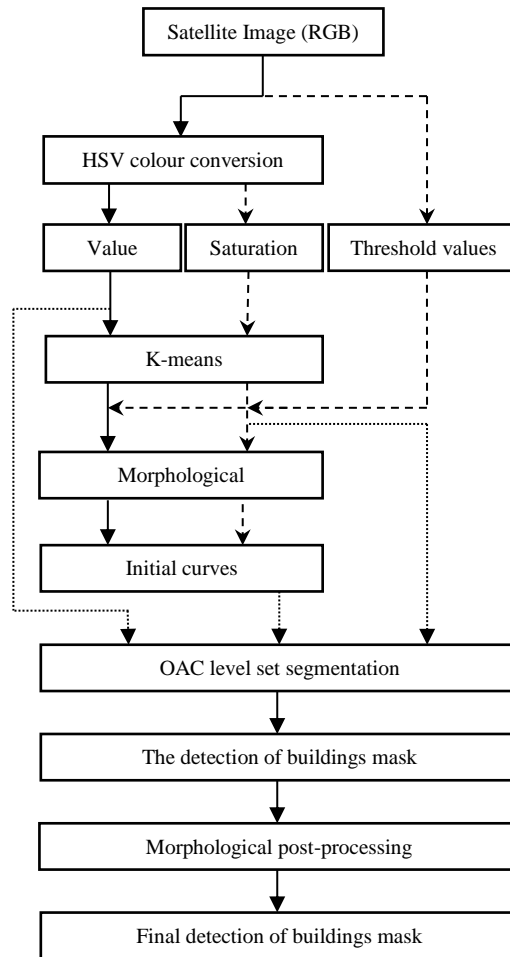 Satellite Image (RGB)
HSV colour conversion
Value
Saturation
Threshold values
K-means
Morphological
Initial curves
OAC level set segmentation
The detection of buildings mask
Morphological post-processing
Final detection of buildings mask